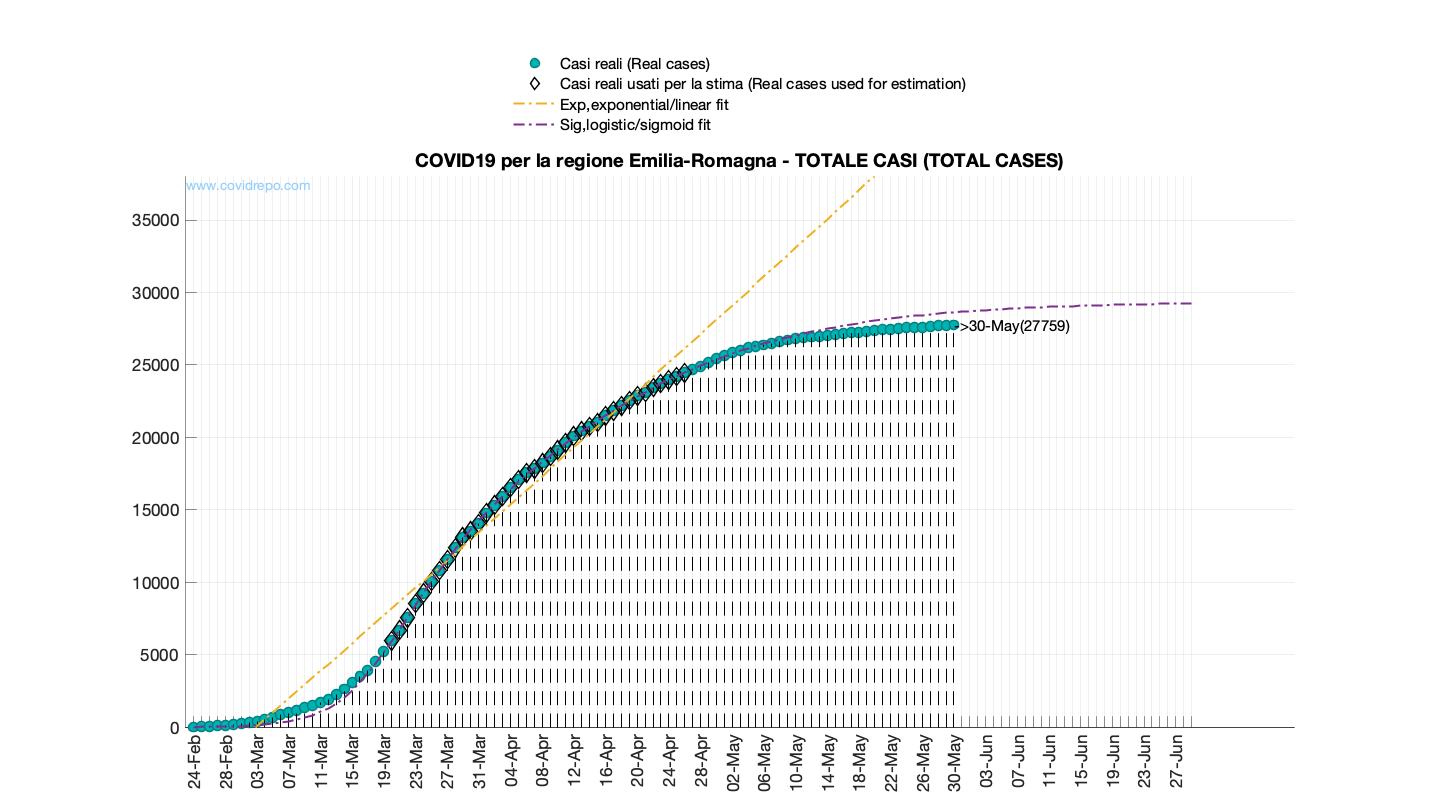 Casi reali (Real cases)
Casi reali usati per la stima (Real cases used for estimation)
Exp,exponential/linear fit
Sig,logistic/sigmoid fit
COVID19 per la regione Emilia-Romagna - TOTALE CASI (TOTAL CASES)
www.covidrepo.com
35000
30000
25000
20000
15000
10000
5000
0
->30-May(27759)
24-Feb
28-Feb
03-Mar
07-Mar
11-Mar
15-Mar
19-Mar
23-Mar
27-Mar
31-Mar
04-Apr
08-Apr
12-Apr
16-Apr
20-Apr
24-Apr
28-Apr
02-May
06-May
10-May
14-May
18-May
22-May
26-May
30-May
03-Jun
07-Jun
11-Jun
15-Jun
19-Jun
23-Jun
27-Jun